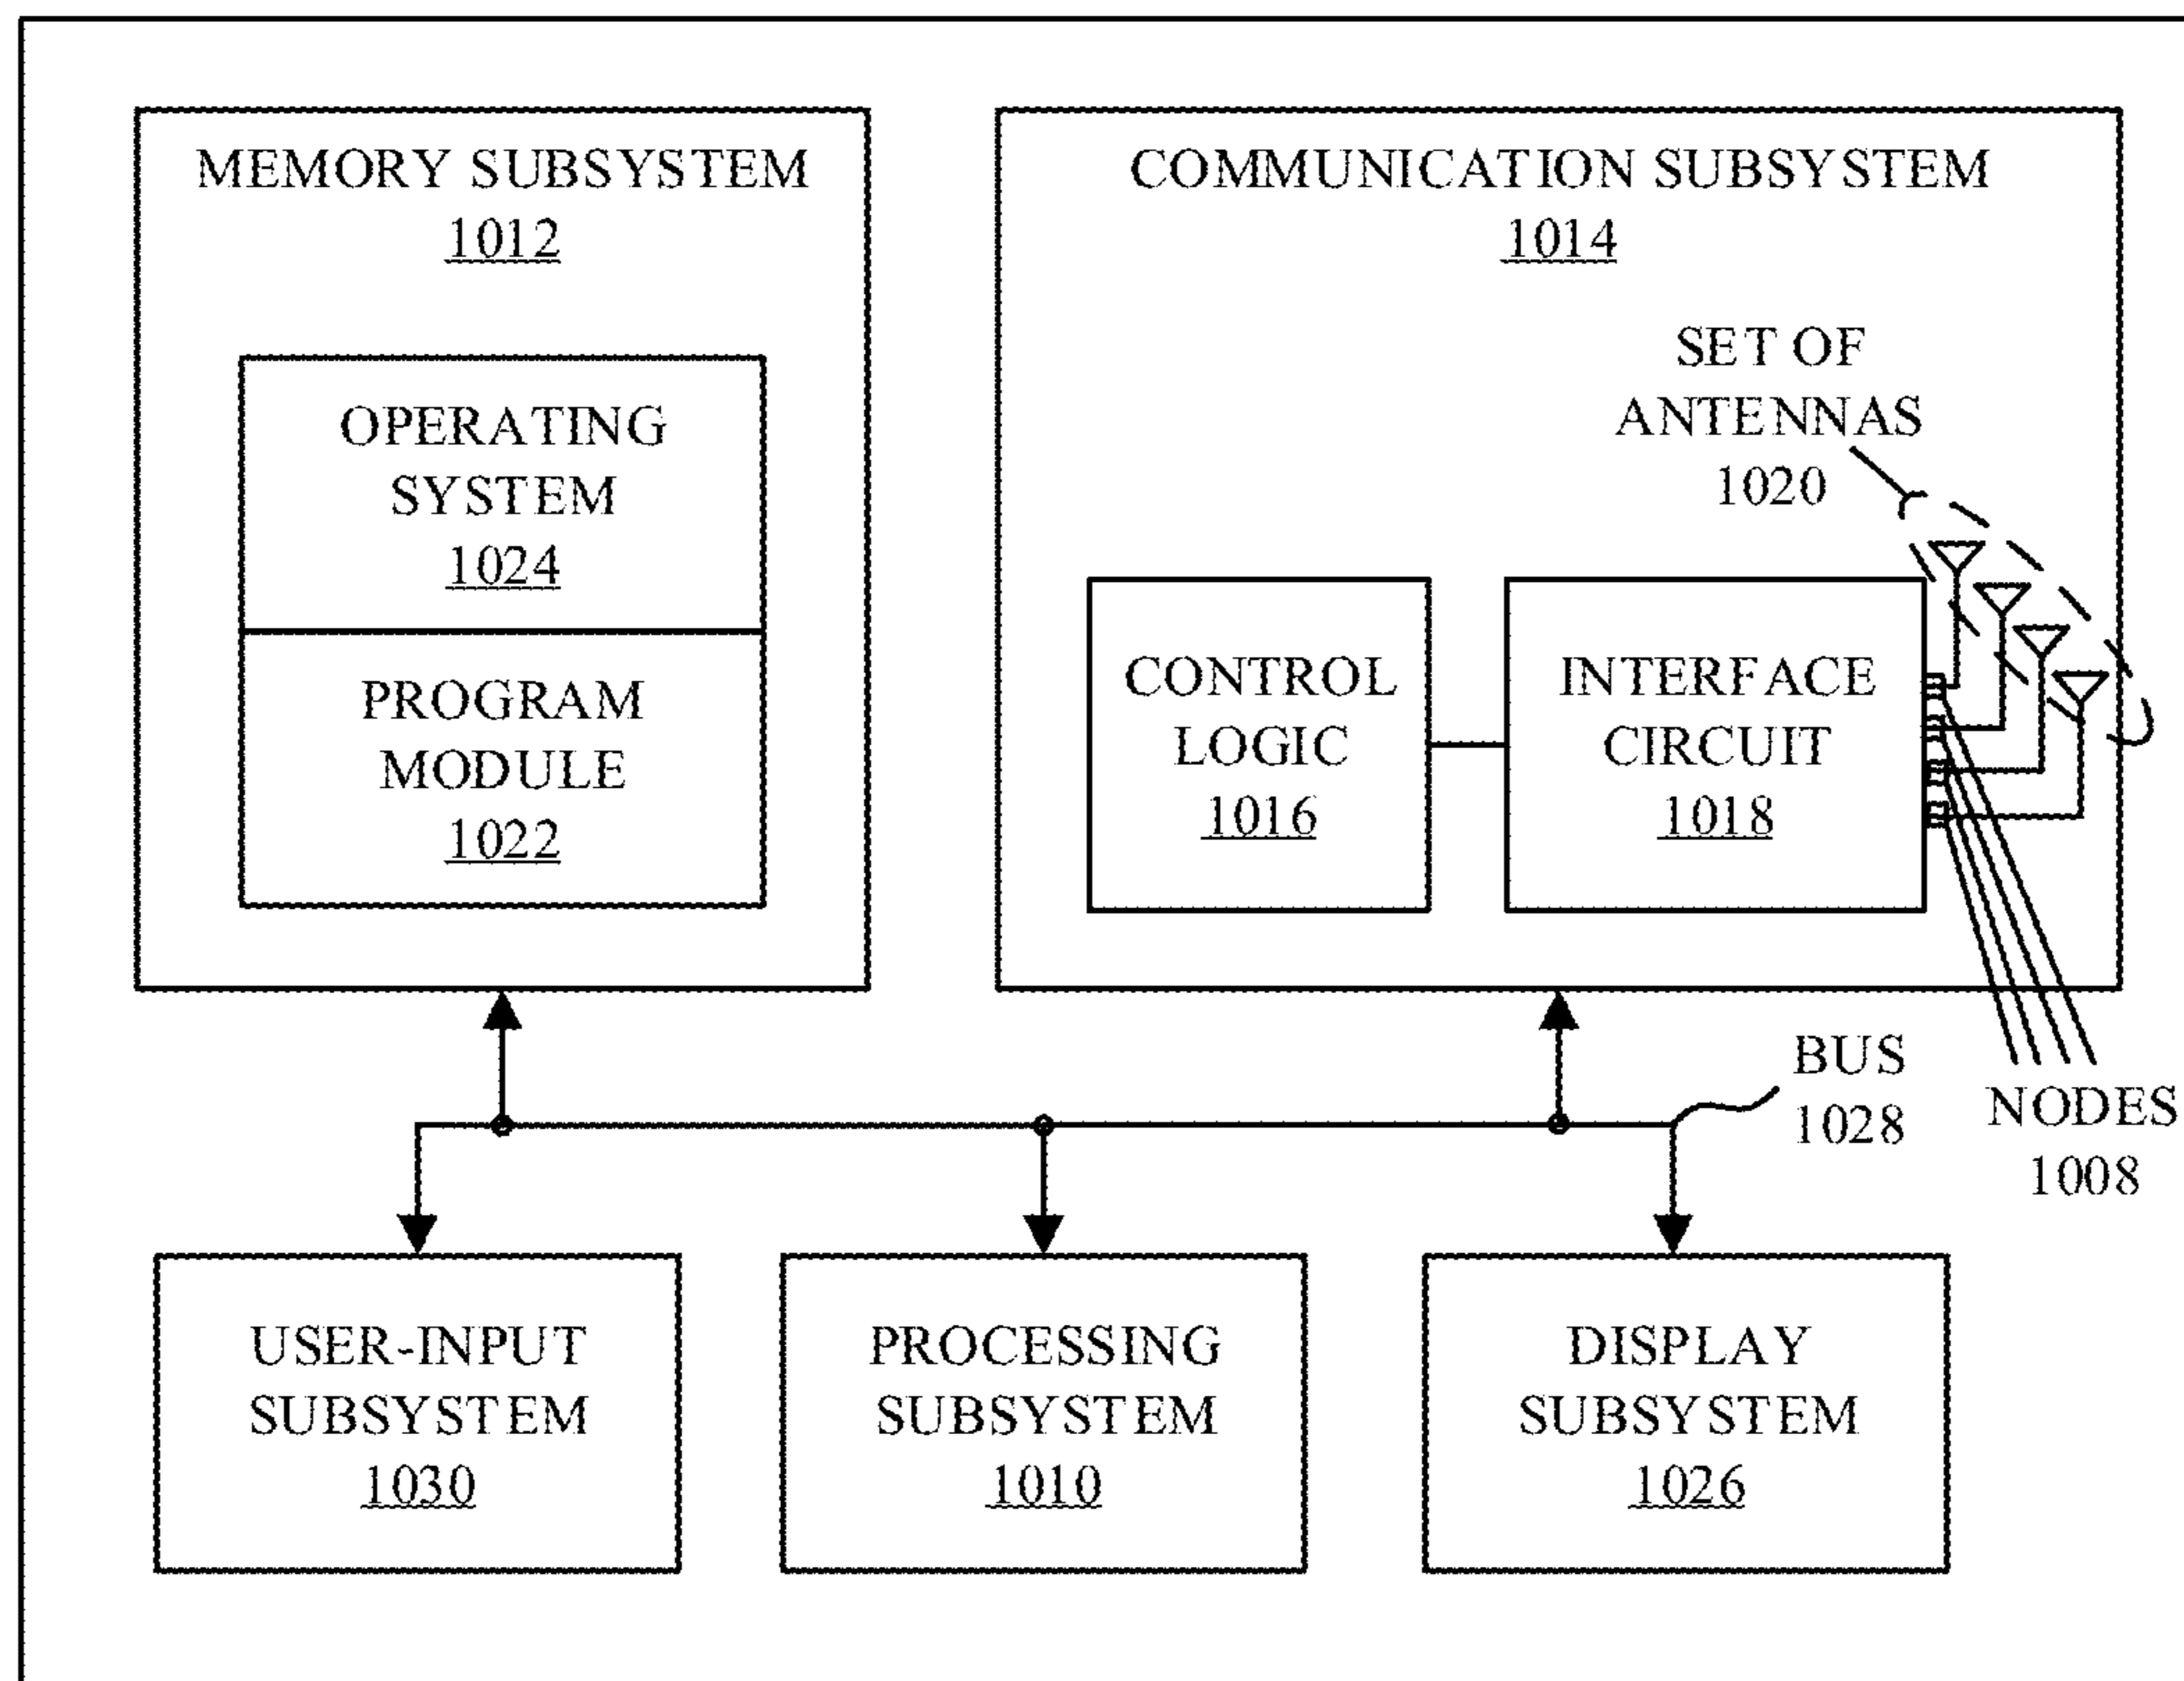 MEMORY SUBSYSTEM
1012
OPERATING
SYSTEM
1024
PROGRAM
MODULE
1022
COMMUNICATION SUBSYSTEM
1014
SET OF
ANTENNAS
1020
CONTROL
LOGIC
1016
INTERFACE
CIRCUIT
1018
BUS
1028
NODES
1008
USER-INPUT
SUBSYSTEM
1030
PROCESSING
SUBSYSTEM
1010
DISPLAY
SUBSYSTEM
1026